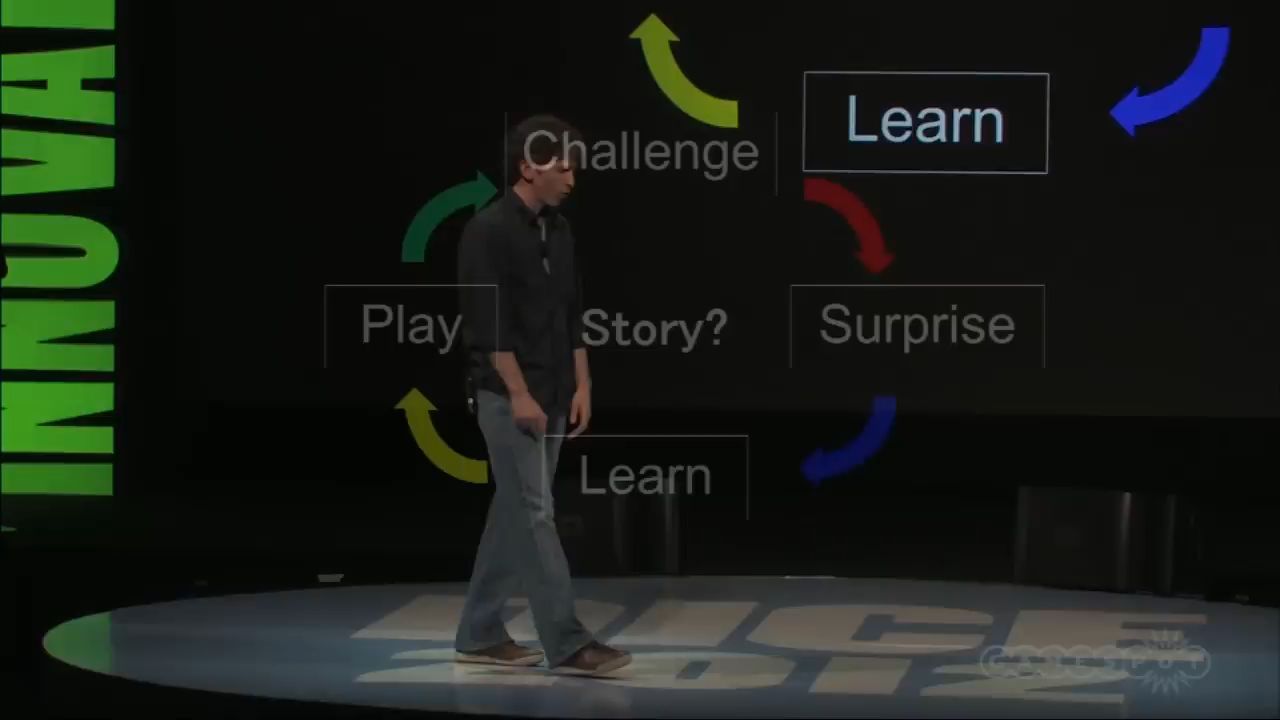 INNOVA
Learn
Challenge
Play
Story?
Surprise
Learn
DICE
2012
GAMESPOT